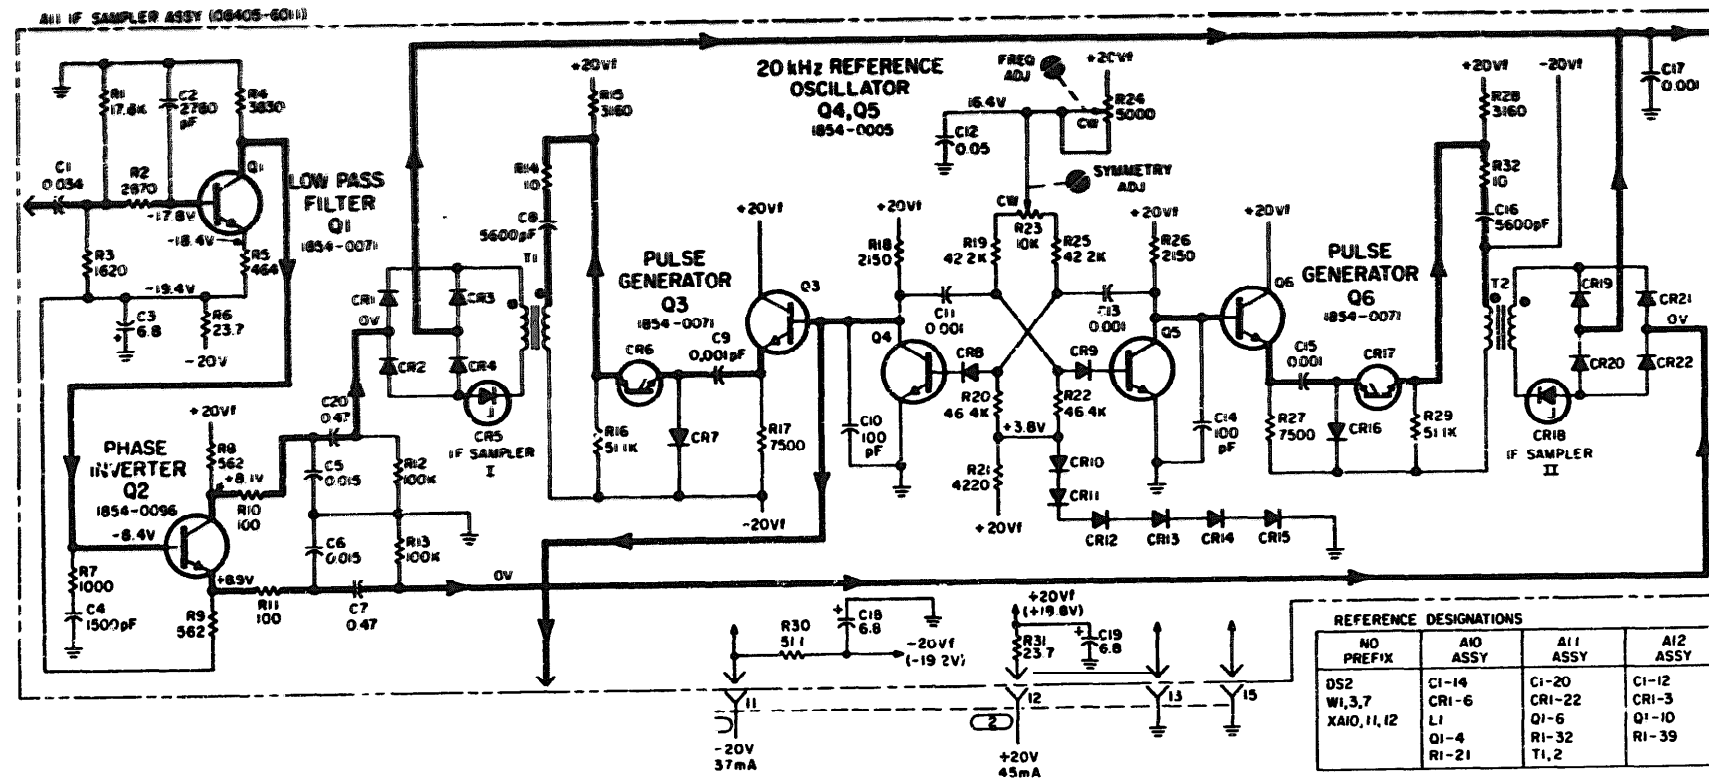 A11 IF SAMPLER ASSY (08405-6011)
R1
17.8K
C2
2780
pF
R4
3830
C1
0.034
R2
2870
Q1
-17.8V
-18.4V
LOW PASS
FILTER
Q1
1854-0071
R3
1620
R5
464
-19.4V
C3
6.8
R6
23.7
-20V
PHASE
INVERTER
Q2
1854-0096
+20Vf
R8
562
+8.1V
R10
100
-8.4V
R7
1000
C4
1500pF
+8.9V
R9
562
R11
100
C20
0.47
C5
0.015
R12
100K
C6
0.015
R13
100K
C7
0.47
0V
0V
CR1
CR2
CR3
CR4
CR5
IF SAMPLER
I
T1
R14
10
C8
5600pF
+20Vf
R15
3160
PULSE
GENERATOR
Q3
1854-0071
CR6
C9
0.001pF
R16
51.1K
CR7
R17
7500
-20Vf
+20Vf
Q3
20 kHz REFERENCE
OSCILLATOR
Q4,Q5
1854-0005
+20Vf
R18
2150
Q4
C10
100
pF
C11
0.001
R19
42.2K
C12
0.05
16.4V
FREQ
ADJ
+20Vf
R24
5000
CW
SYMMETRY
ADJ
CW
R23
10K
R25
42.2K
C13
0.001
+20Vf
R26
2150
CR8
CR9
Q5
R20
46.4K
R22
46.4K
+3.8V
R21
4220
+20Vf
CR10
CR11
CR12
CR13
CR14
CR15
C14
100
pF
+20Vf
Q6
PULSE
GENERATOR
Q6
1854-0071
C15
0.001
CR17
R27
7500
CR16
R29
51.1K
+20Vf
-20Vf
R28
3160
R32
10
C16
5600pF
T2
CR18
IF SAMPLER
II
CR19
CR20
CR21
CR22
0V
C17
0.001
R30
511
C18
6.8
-20Vf
(-19.2V)
+20Vf
(+19.8V)
R31
23.7
C19
6.8
11
12
13
15
2
-20V
37mA
+20V
45mA
REFERENCE DESIGNATIONS
NO PREFIX A10 ASSY A11 ASSY A12 ASSY
DS2 C1-14 C1-20 C1-12
W1,3,7 CR1-6 CR1-22 CR1-3
XA10,11,12 L1 Q1-6 Q1-10
Q1-4 R1-32 R1-39
R1-21 T1,2